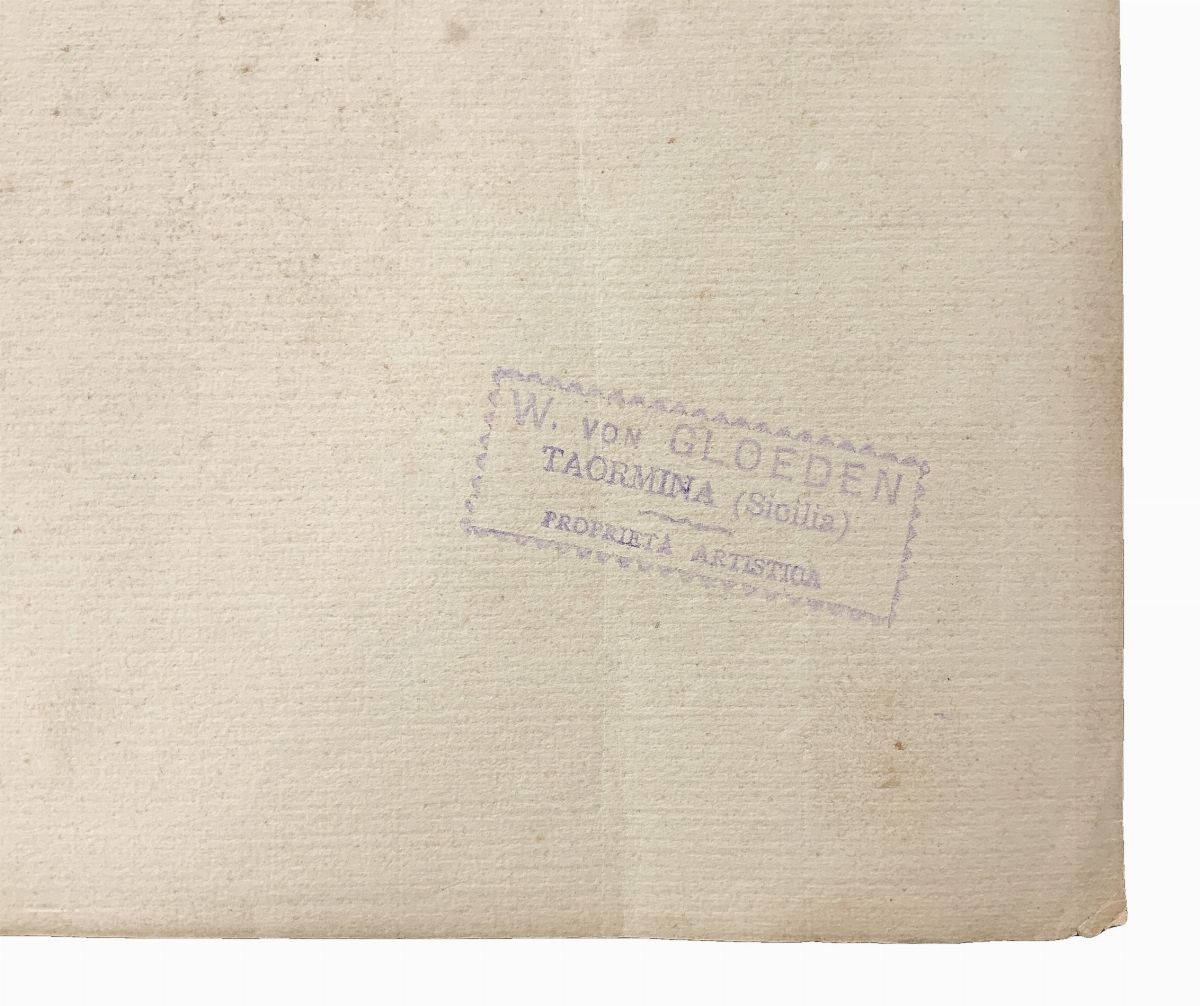 W. VON GLOEDEN
TAORMINA (Sicilia)
PROPRIETÀ ARTISTICA